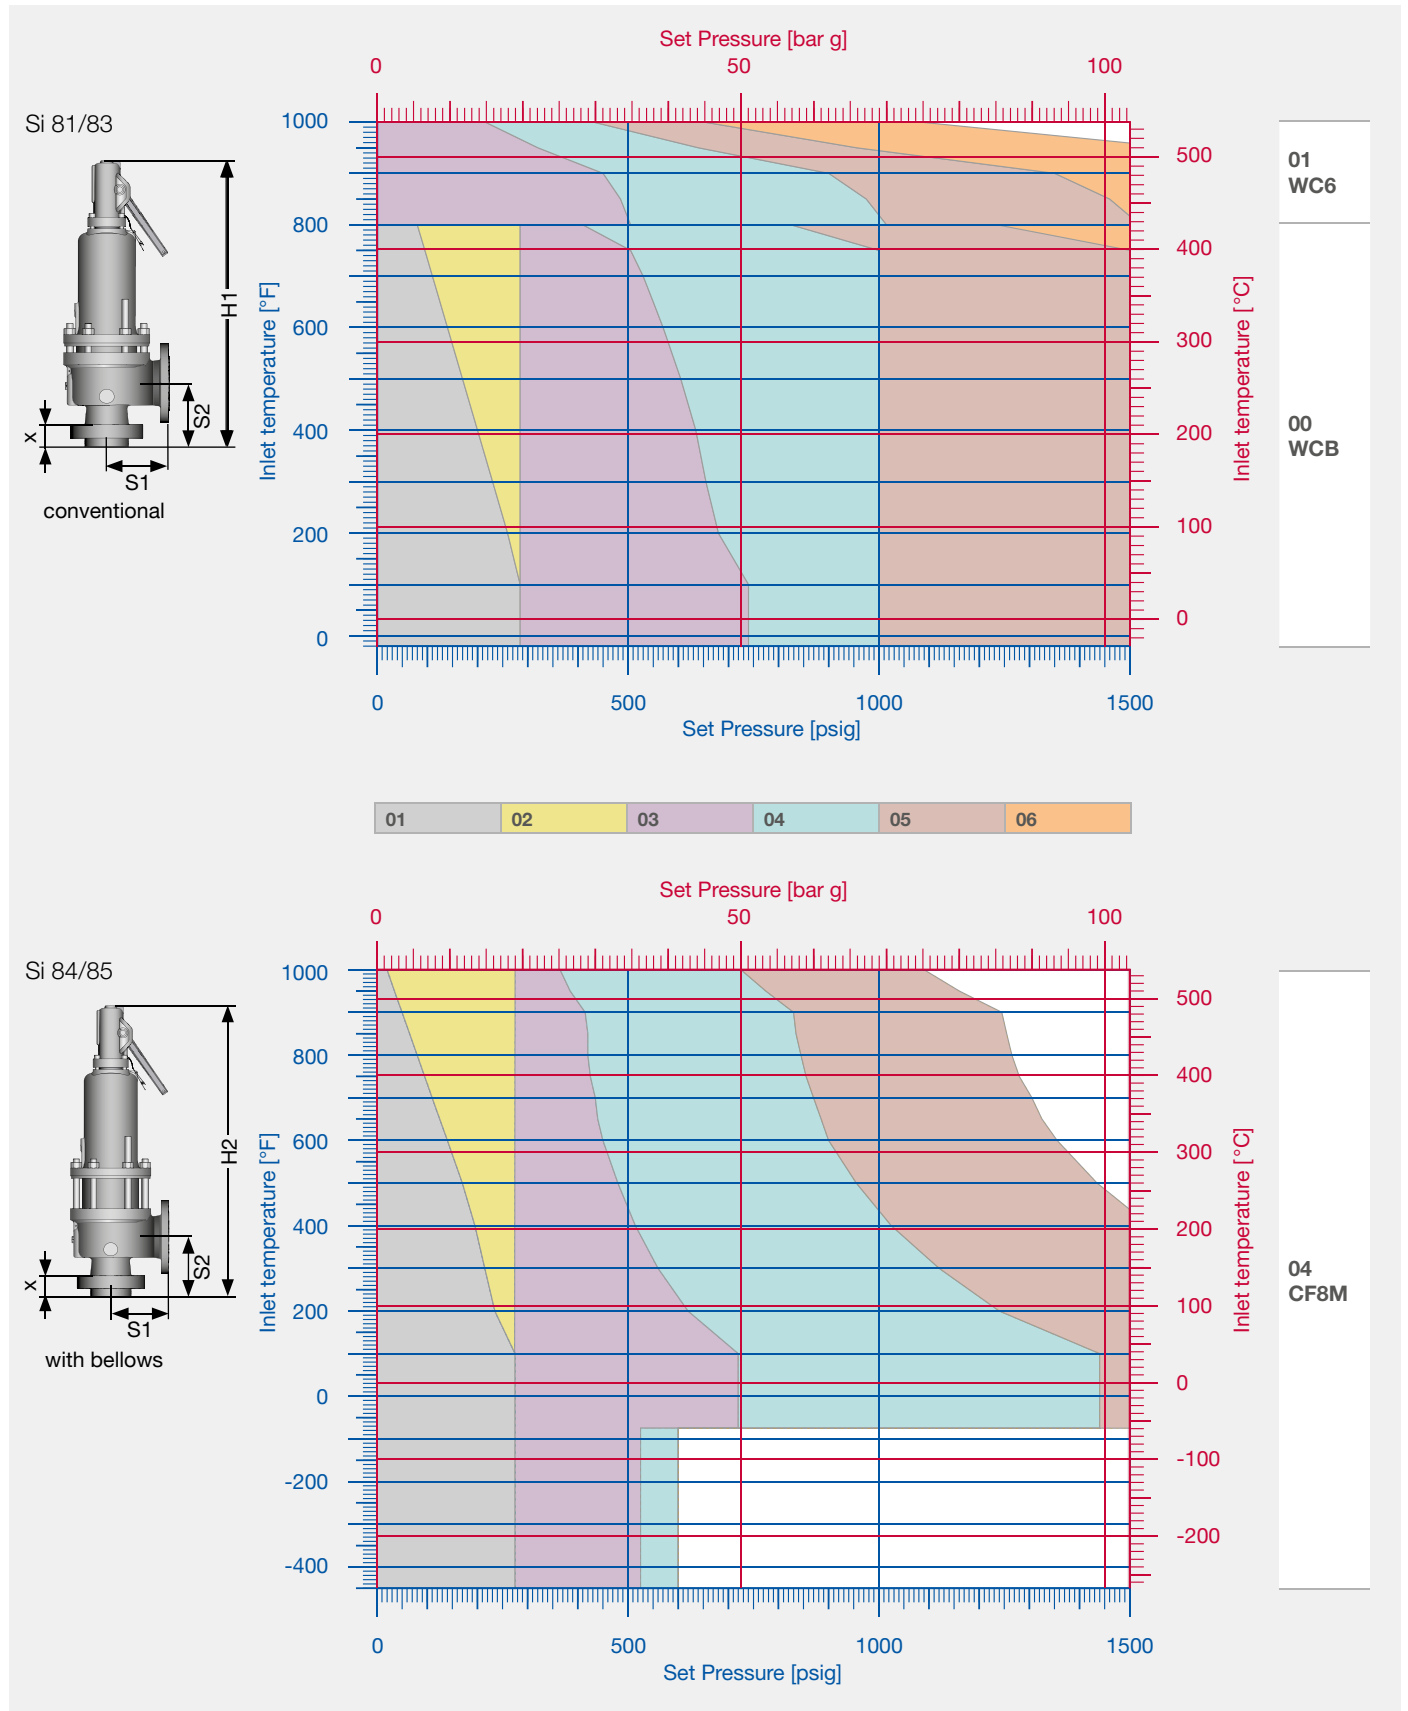 Set Pressure [bar g]
0 50 100
Si 81/83
H1
S2
x
S1
conventional
Inlet temperature [°F]
1000
800
600
400
200
0
500
400
300
200
100
0
Inlet temperature [°C]
01
WC6
00
WCB
0 500 1000 1500
Set Pressure [psig]
01 02 03 04 05 06
Set Pressure [bar g]
0 50 100
Si 84/85
H2
S2
x
S1
with bellows
Inlet temperature [°F]
1000
800
600
400
200
0
-200
-400
500
400
300
200
100
0
-100
-200
Inlet temperature [°C]
04
CF8M
0 500 1000 1500
Set Pressure [psig]